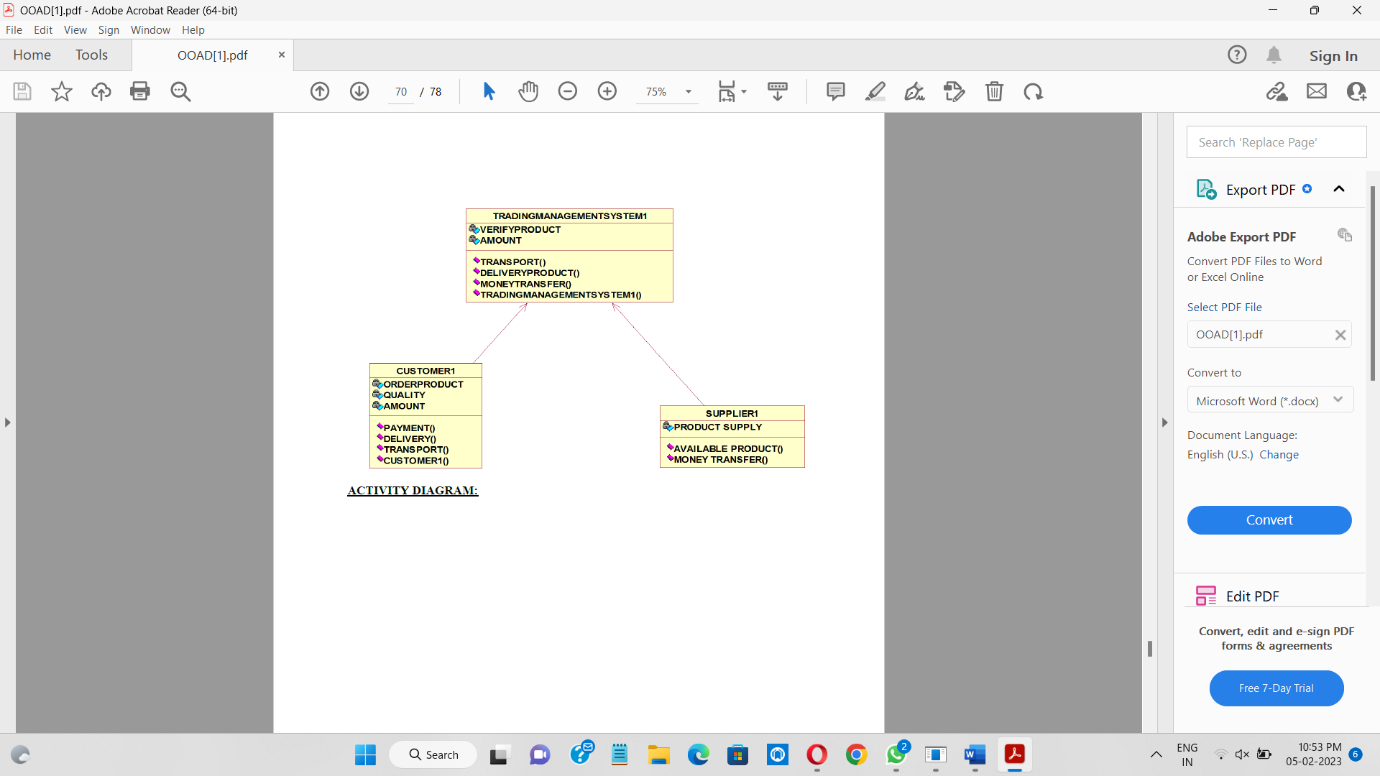 OOAD[1].pdf - Adobe Acrobat Reader (64-bit)
File Edit View Sign Window Help
Home Tools OOAD[1].pdf × Sign In
70 / 78 75%
TRADINGMANAGEMENTSYSTEM1
VERIFYPRODUCT
AMOUNT
TRANSPORT()
DELIVERYPRODUCT()
MONEYTRANSFER()
TRADINGMANAGEMENTSYSTEM1()
CUSTOMER1
ORDERPRODUCT
QUALITY
AMOUNT
PAYMENT()
DELIVERY()
TRANSPORT()
CUSTOMER1()
SUPPLIER1
PRODUCT SUPPLY
AVAILABLE PRODUCT()
MONEY TRANSFER()
ACTIVITY DIAGRAM:
Search 'Replace Page'
Export PDF
Adobe Export PDF
Convert PDF Files to Word
or Excel Online
Select PDF File
OOAD[1].pdf
Convert to
Microsoft Word (*.docx)
Document Language:
English (U.S.) Change
Convert
Edit PDF
Convert, edit and e-sign PDF
forms & agreements
Free 7-Day Trial
Search
2
ENG
IN
10:53 PM
05-02-2023
6